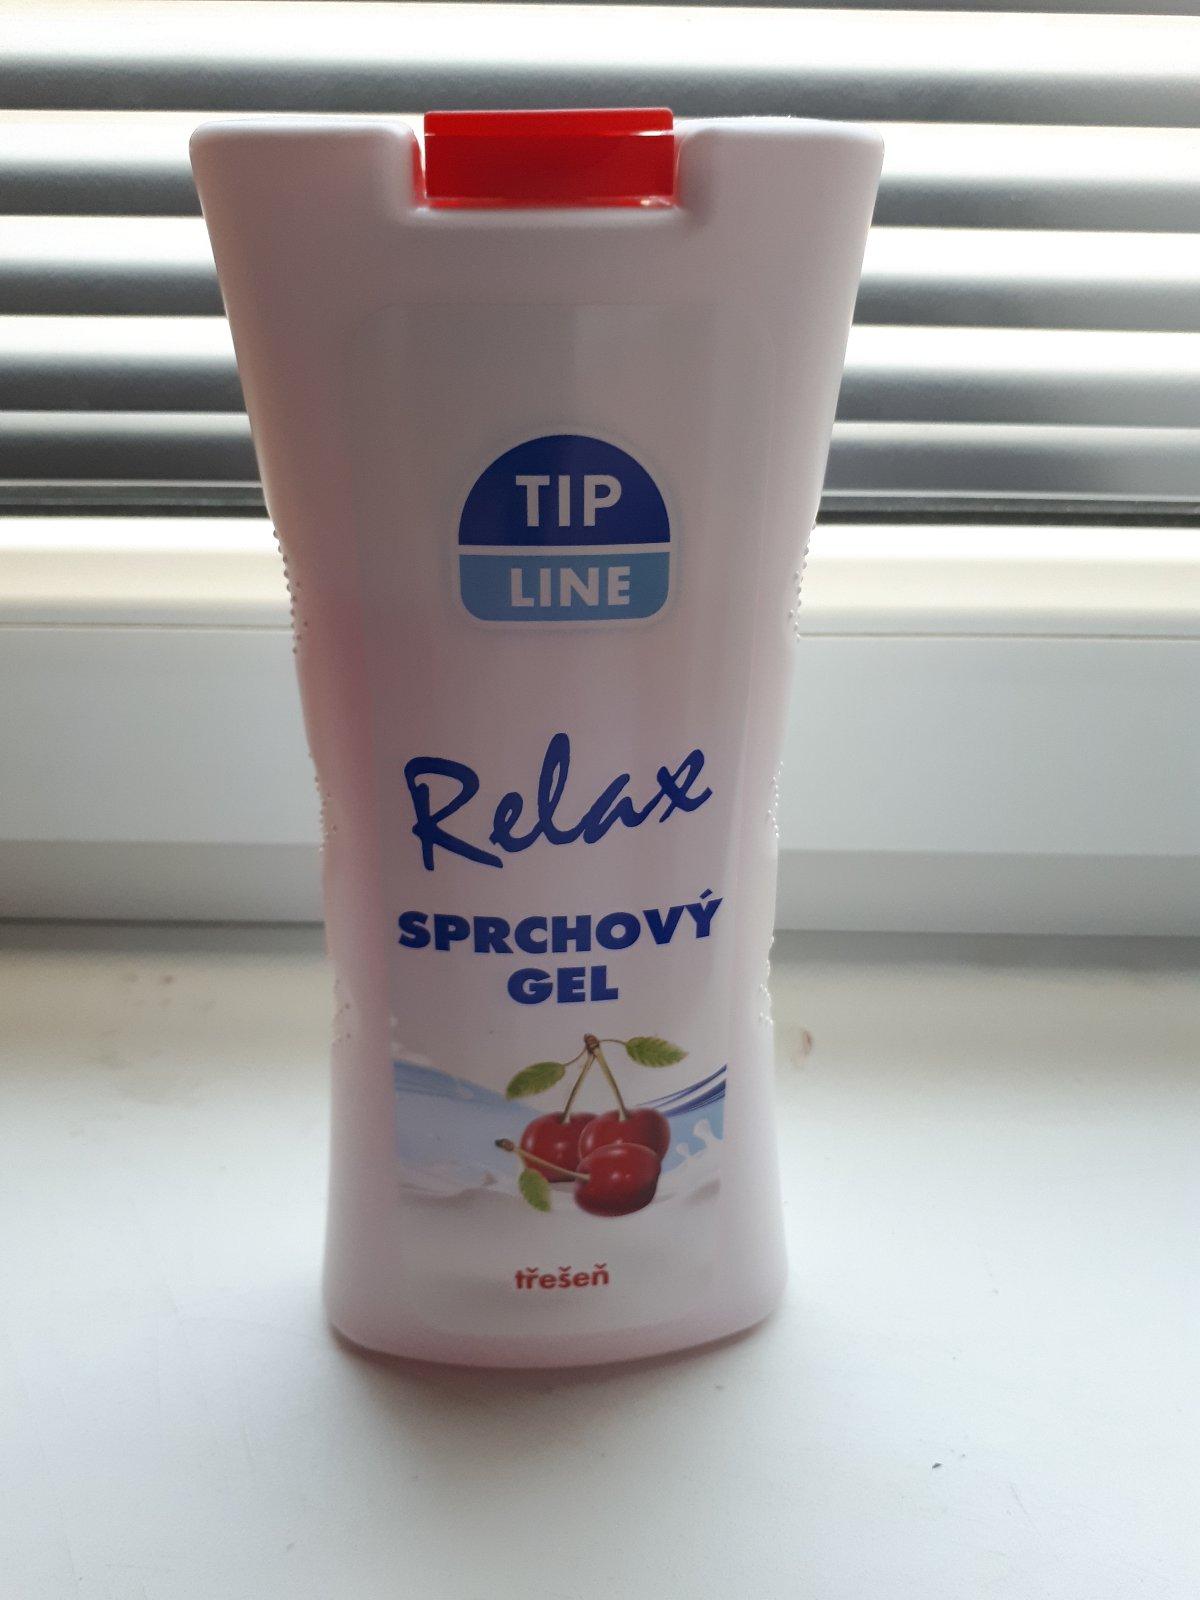 TIP
LINE
Relax
SPRCHOVÝ
GEL
třešeň